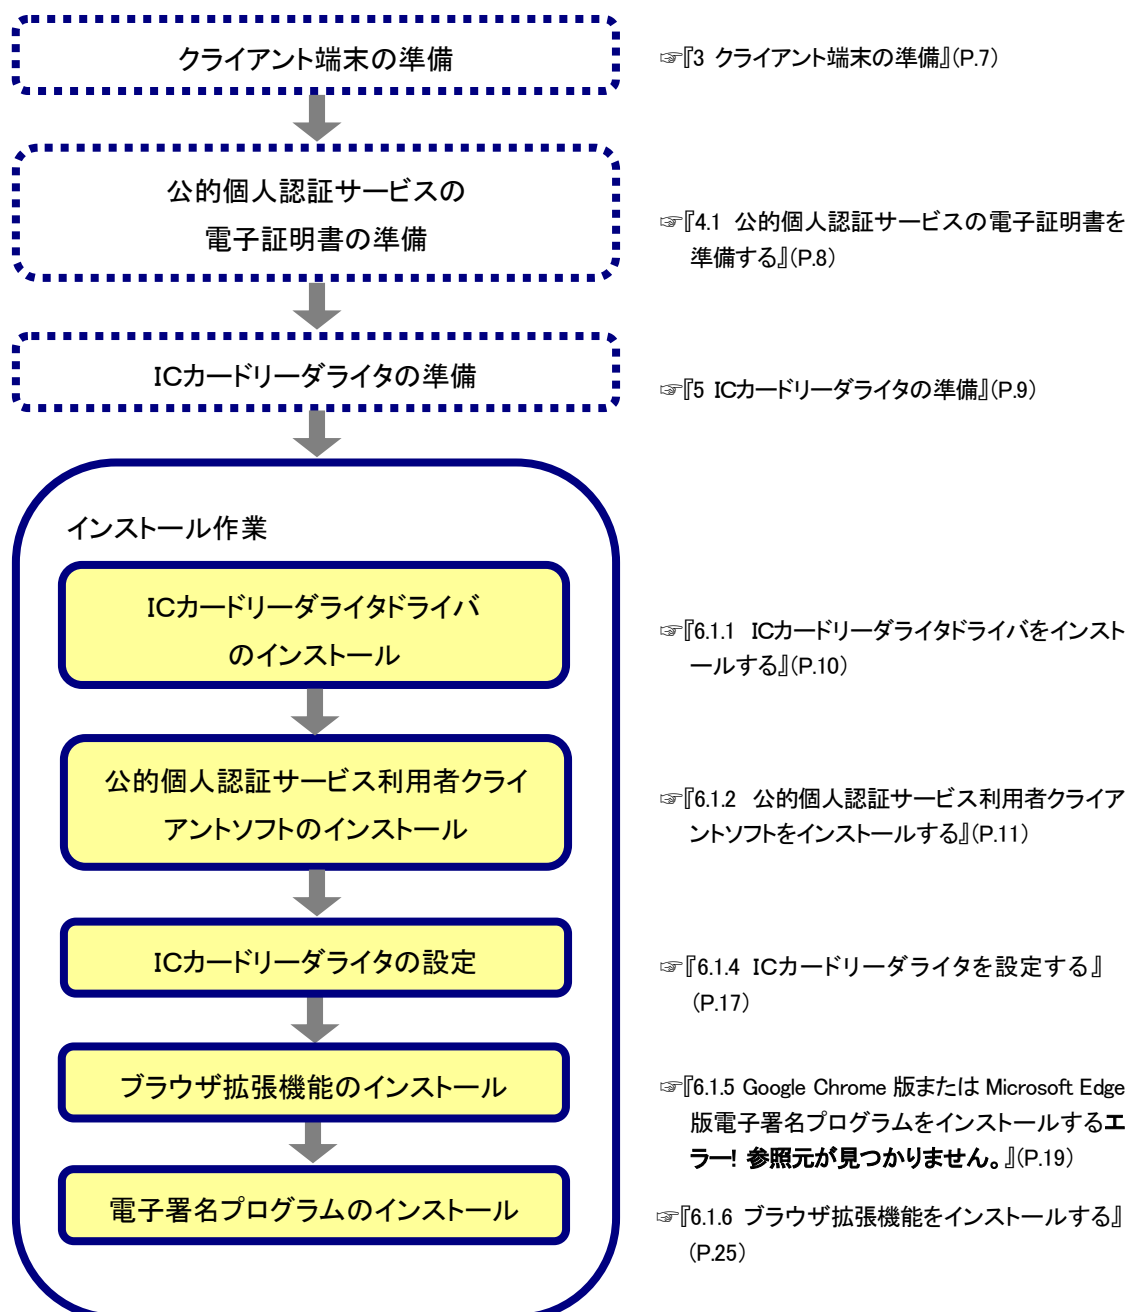 クライアント端末の準備
☞『3 クライアント端末の準備』(P.7)
公的個人認証サービスの
電子証明書の準備
☞『4.1 公的個人認証サービスの電子証明書を
準備する』(P.8)
ICカードリーダライタの準備
☞『5 ICカードリーダライタの準備』(P.9)
インストール作業
ICカードリーダライタドライバ
のインストール
☞『6.1.1 ICカードリーダライタドライバをインスト
ールする』(P.10)
公的個人認証サービス利用者クライ
アントソフトのインストール
☞『6.1.2 公的個人認証サービス利用者クライア
ントソフトをインストールする』(P.11)
ICカードリーダライタの設定
☞『6.1.4 ICカードリーダライタを設定する』
(P.17)
ブラウザ拡張機能のインストール
☞『6.1.5 Google Chrome 版または Microsoft Edge
版電子署名プログラムをインストールするエ
ラー! 参照元が見つかりません。』(P.19)
電子署名プログラムのインストール
☞『6.1.6 ブラウザ拡張機能をインストールする』
(P.25)